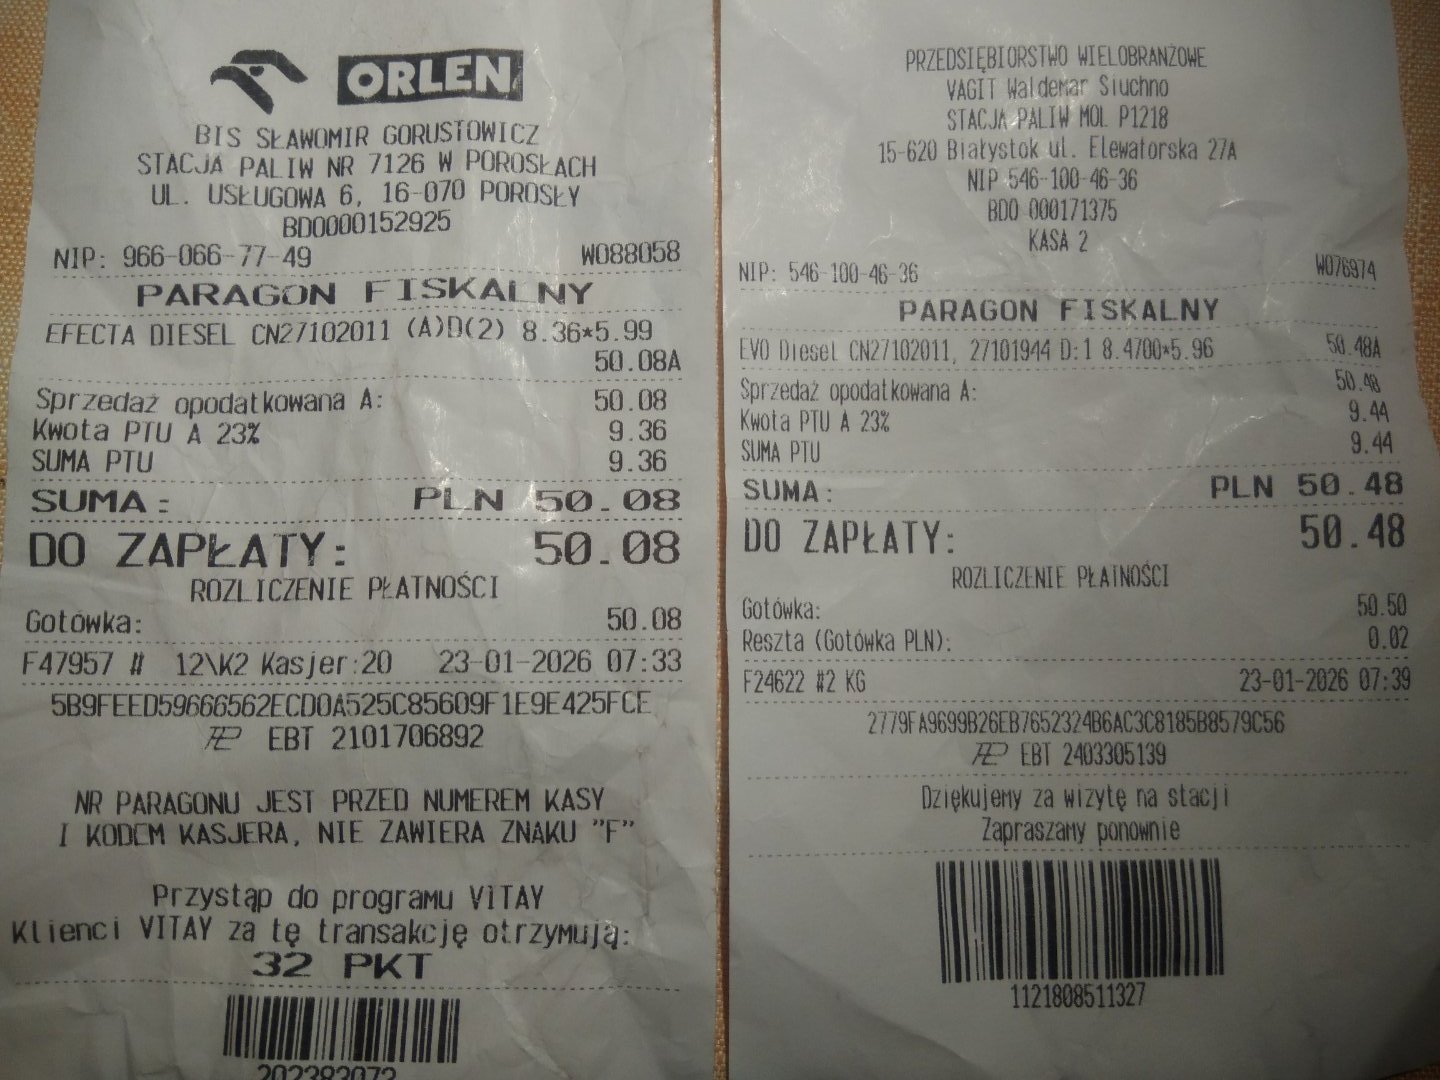 ORLEN
BIS SŁAWOMIR GORUSTOWICZ
STACJA PALIW NR 7126 W POROSŁACH
UL. USŁUGOWA 6, 16-070 POROSŁY
BDO000152925
NIP: 966-066-77-49 W088058
PARAGON FISKALNY
EFECTA DIESEL CN27102011 (A)D(2) 8.36*5.99
50.08A
Sprzedaż opodatkowana A: 50.08
Kwota PTU A 23% 9.36
SUMA PTU 9.36
SUMA: PLN 50.08
DO ZAPŁATY: 50.08
ROZLICZENIE PŁATNOŚCI
Gotówka: 50.08
F47957 # 12\K2 Kasjer:20 23-01-2026 07:33
5B9FEED59666562ECD0A525C85609F1E9E425FCE
EBT 2101706892
NR PARAGONU JEST PRZED NUMEREM KASY
I KODEM KASJERA, NIE ZAWIERA ZNAKU "F"
Przystąp do programu VITAY
Klienci VITAY za tę transakcję otrzymują:
32 PKT
202383072
PRZEDSIĘBIORSTWO WIELOBRANŻOWE
VAGIT Waldemar Siuchno
STACJA PALIW MOL P1218
15-620 Białystok ul. Elewatorska 27A
NIP 546-100-46-36
BDO 000171375
KASA 2
NIP: 546-100-46-36 W076974
PARAGON FISKALNY
EVO Diesel CN27102011, 27101944 D:1 8.4700*5.96 50.48A
Sprzedaż opodatkowana A: 50.48
Kwota PTU A 23% 9.44
SUMA PTU 9.44
SUMA: PLN 50.48
DO ZAPŁATY: 50.48
ROZLICZENIE PŁATNOŚCI
Gotówka: 50.50
Reszta (Gotówka PLN): 0.02
F24622 #2 KG 23-01-2026 07:39
2779FA9699B26EB7652324B6AC3C8185B8579C56
EBT 2403305139
Dziękujemy za wizytę na stacji
Zapraszamy ponownie
1121808511327